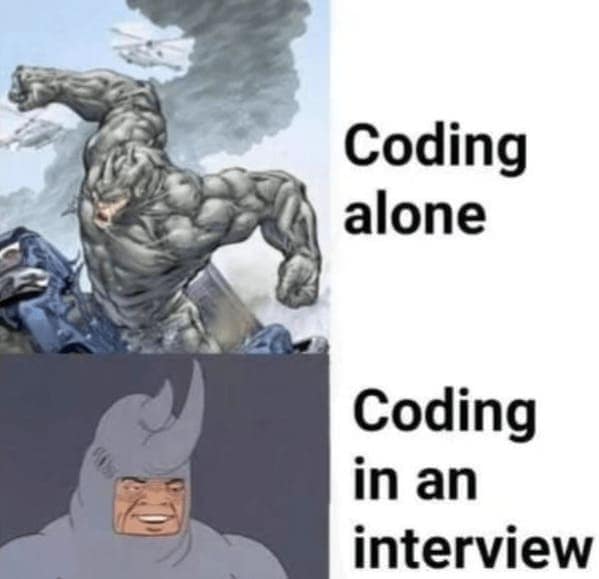 Coding
alone
Coding
in an
interview